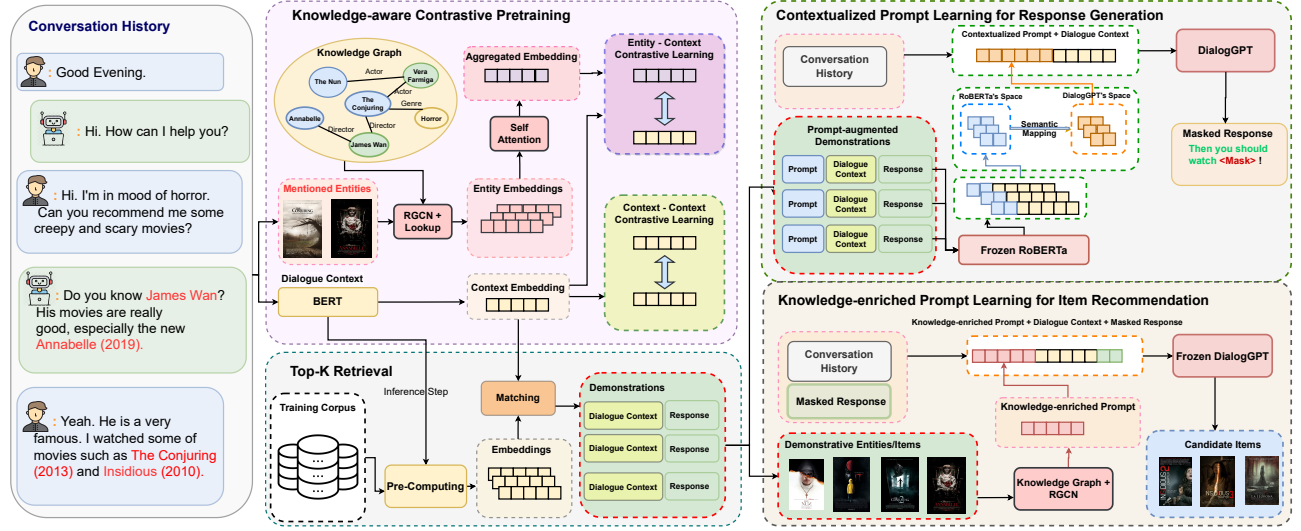 Conversation History
: Good Evening.
: Hi. How can I help you?
: Hi. I'm in mood of horror.
Can you recommend me some
creepy and scary movies?
: Do you know James Wan?
His movies are really
good, especially the new
Annabelle (2019).
: Yeah. He is a very
famous. I watched some of
movies such as The Conjuring
(2013) and Insidious (2010).
Knowledge-aware Contrastive Pretraining
Knowledge Graph
The Nun
Actor
Vera
Farmiga
Actor
The
Conjuring
Genre
Horror
Annabelle
Director
Director
James Wan
Mentioned Entities
RGCN +
Lookup
Entity Embeddings
Self
Attention
Aggregated Embedding
Entity - Context
Contrastive Learning
Context - Context
Contrastive Learning
Dialogue Context
BERT
Context Embedding
Top-K Retrieval
Inference Step
Training Corpus
Pre-Computing
Embeddings
Matching
Demonstrations
Dialogue Context
Response
Dialogue Context
Response
Dialogue Context
Response
Contextualized Prompt Learning for Response Generation
Conversation
History
Contextualized Prompt + Dialogue Context
DialogGPT
RoBERTa's Space
DialogGPT's Space
Semantic
Mapping
Masked Response
Then you should
watch <Mask> !
Prompt-augmented
Demonstrations
Prompt
Dialogue
Context
Response
Prompt
Dialogue
Context
Response
Prompt
Dialogue
Context
Response
Frozen RoBERTa
Knowledge-enriched Prompt Learning for Item Recommendation
Knowledge-enriched Prompt + Dialogue Context + Masked Response
Conversation
History
Masked Response
Frozen DialogGPT
Knowledge-enriched Prompt
Demonstrative Entities/Items
Knowledge Graph +
RGCN
Candidate Items